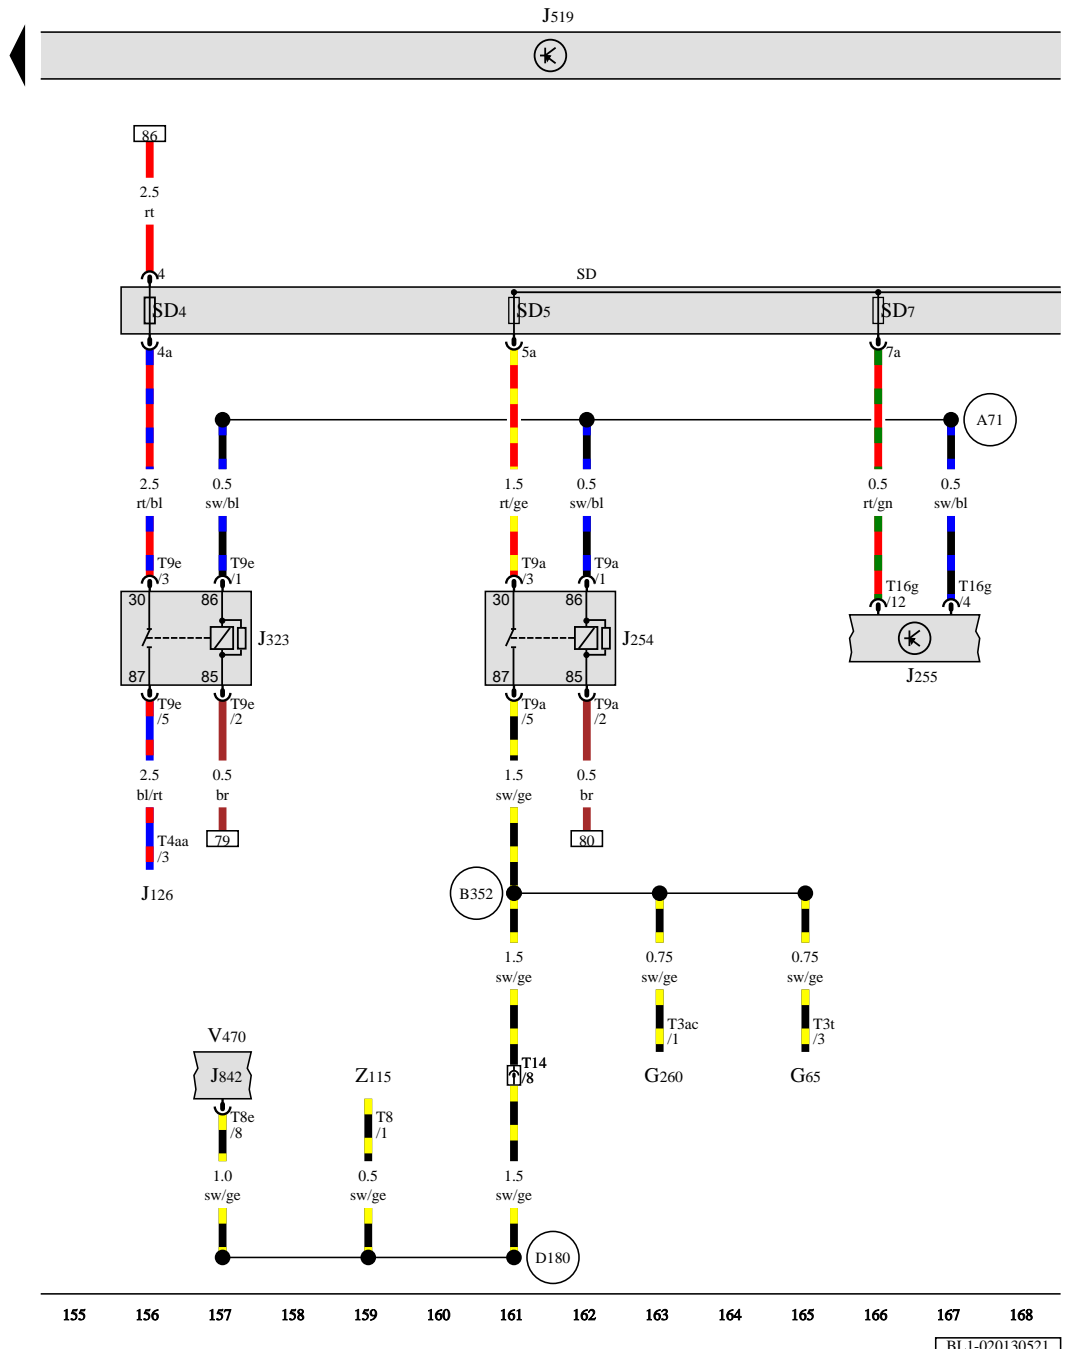 J519
86
2.5
rt
4
SD
SD4
SD5
SD7
4a
5a
7a
A71
2.5
0.5
1.5
0.5
0.5
0.5
rt/bl
sw/bl
rt/ge
sw/bl
rt/gn
sw/bl
T9e
/3
T9e
/1
T9a
/3
T9a
/1
T16g
/12
T16g
/4
30
86
30
86
J323
J254
J255
87
85
87
85
T9e
/5
T9e
/2
T9a
/5
T9a
/2
2.5
0.5
1.5
0.5
bl/rt
br
sw/ge
br
T4aa
/3
79
80
J126
B352
1.5
0.75
0.75
sw/ge
sw/ge
sw/ge
T3ac
/1
T3t
/3
V470
J842
Z115
T14
/8
G260
G65
T8e
/8
T8
/1
1.0
0.5
1.5
sw/ge
sw/ge
sw/ge
D180
155 156 157 158 159 160 161 162 163 164 165 166 167 168
BL1-020130521